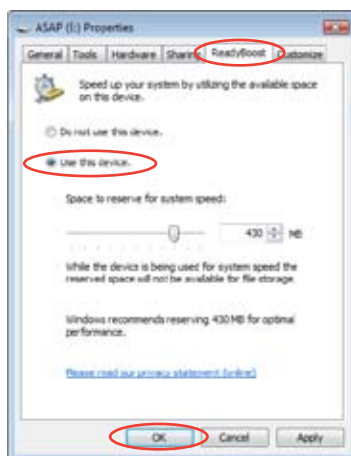 ASAP (I:) Properties
General Tools Hardware Sharing ReadyBoost Customize
Speed up your system by utilizing the available space
on this device.
Do not use this device.
Use this device.
Space to reserve for system speed:
430 MB
While the device is being used for system speed the
reserved space will not be available for file storage.
Windows recommends reserving 430 MB for optimal
performance.
Please read our privacy statement (online)
OK Cancel Apply